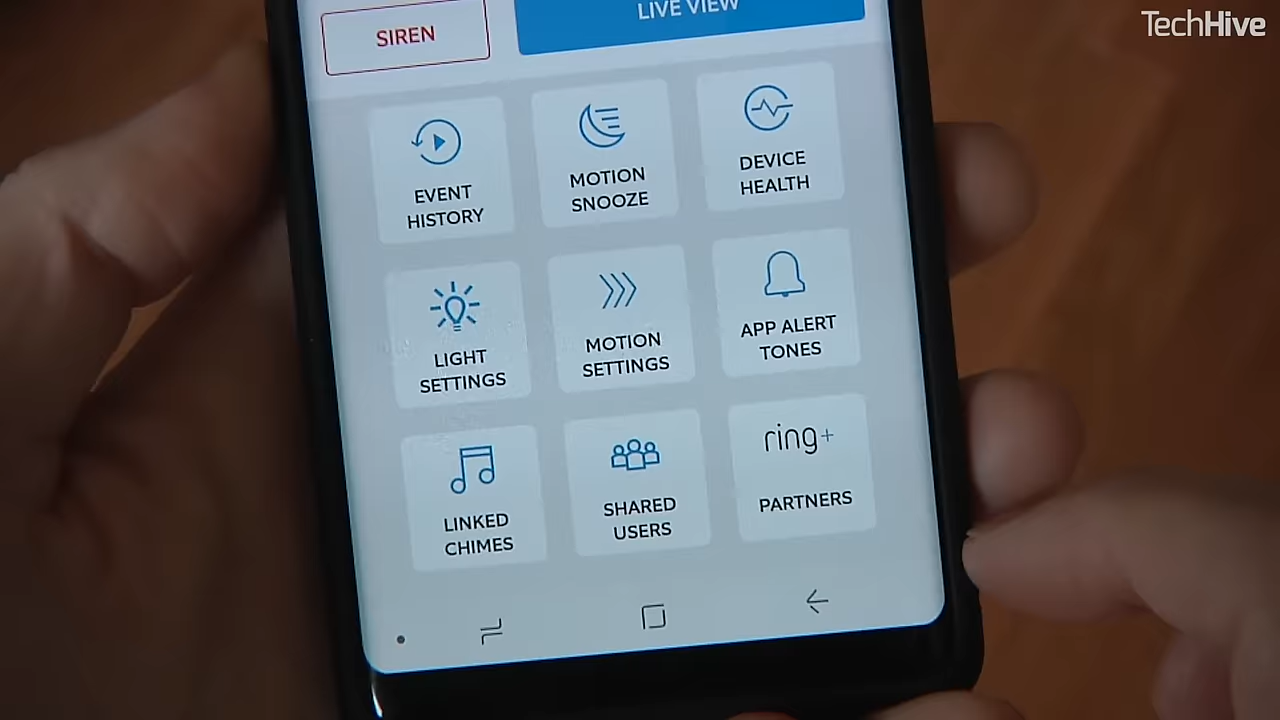 TechHive
SIREN
LIVE VIEW
EVENT
HISTORY
MOTION
SNOOZE
DEVICE
HEALTH
LIGHT
SETTINGS
MOTION
SETTINGS
APP ALERT
TONES
LINKED
CHIMES
SHARED
USERS
ring+
PARTNERS